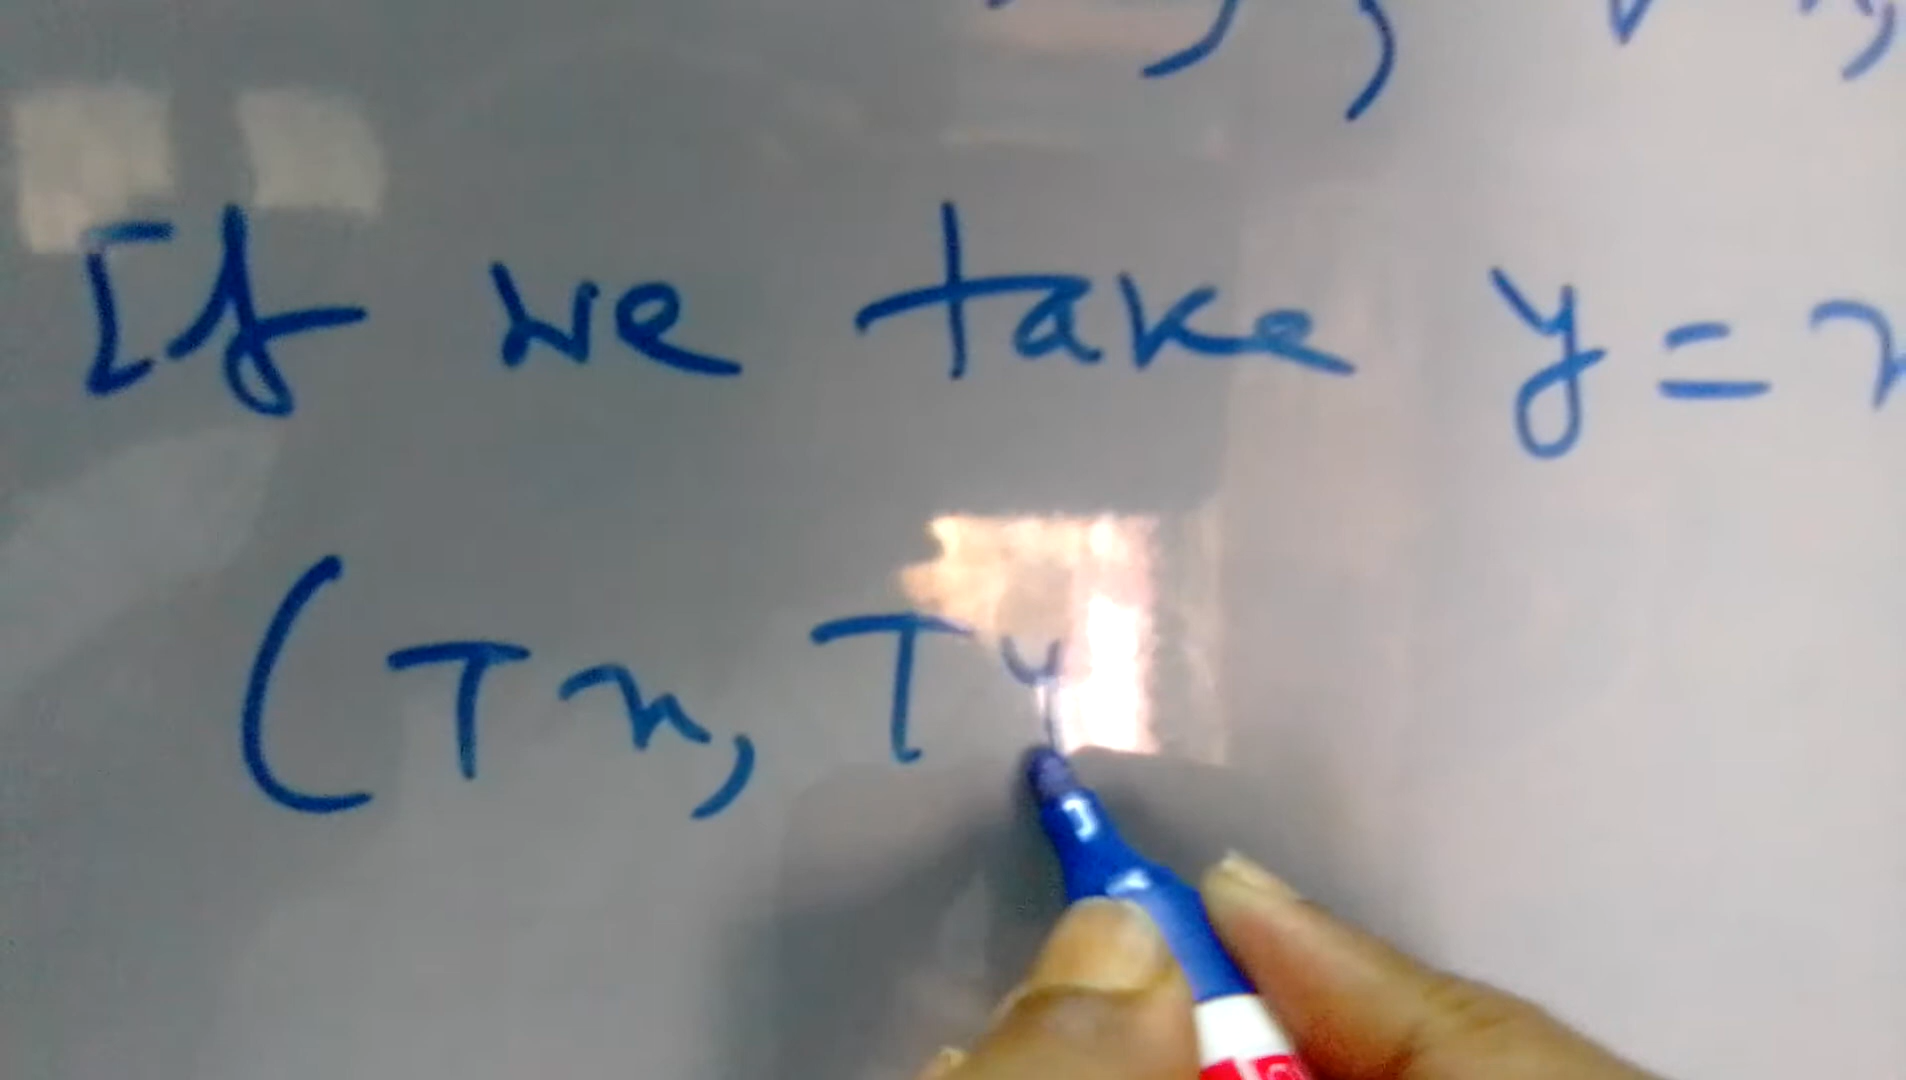 If we take y = x
(Tx, Ty